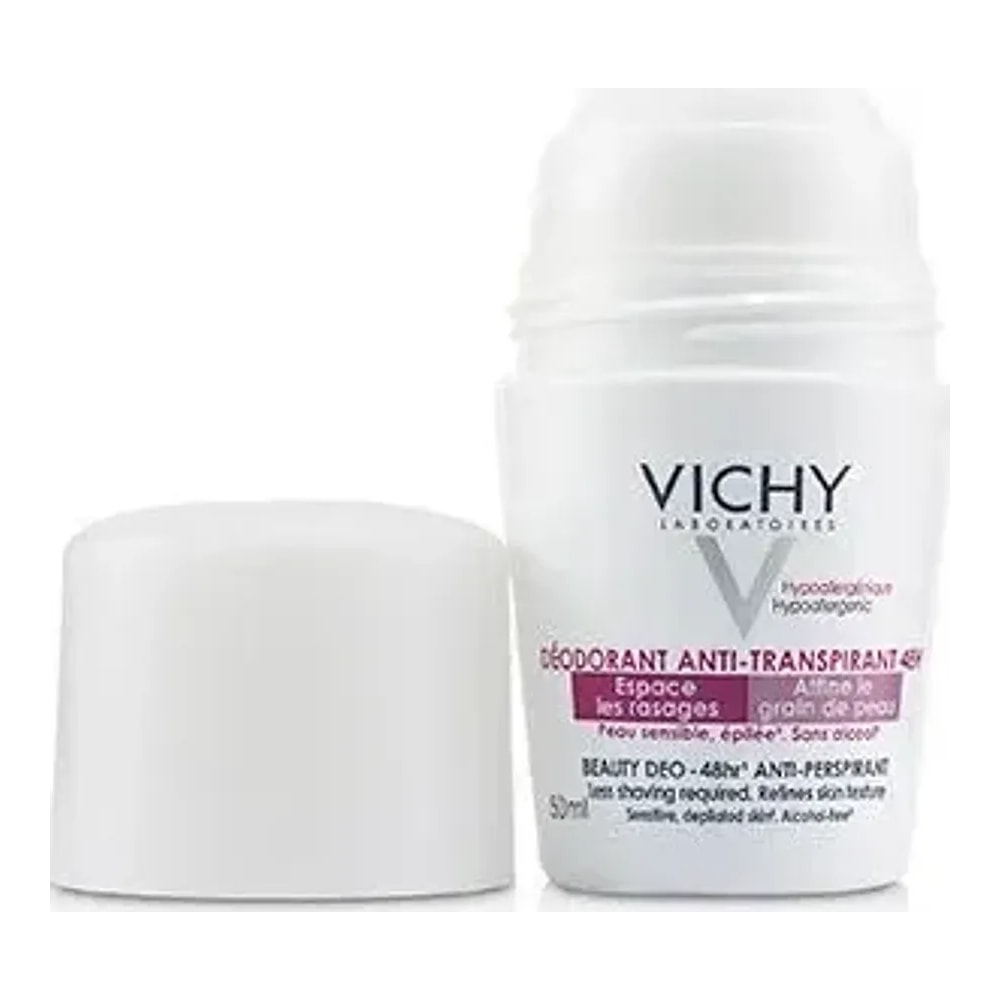 VICHY
LABORATOIRES
V
Hypoallergénique
Hypoallergenic
DÉODORANT ANTI-TRANSPIRANT 48H
Espace
les rasages
Affine le
grain de peau
Peau sensible, épilée*. Sans alcool*
BEAUTY DEO - 48hr* ANTI-PERSPIRANT
Less shaving required. Refines skin texture
50ml
Sensitive, depilated skin*. Alcohol-free*